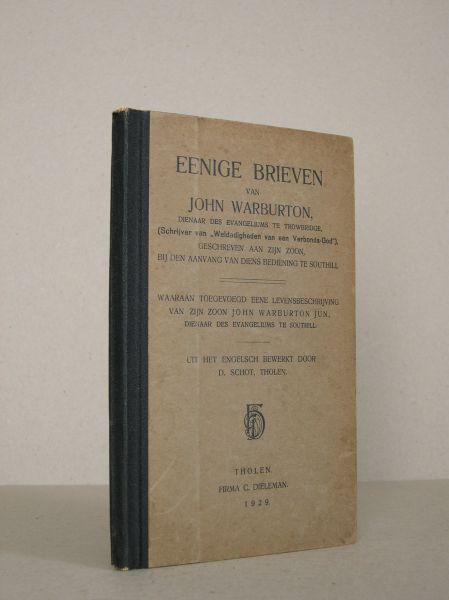 EENIGE BRIEVEN
VAN
JOHN WARBURTON,
DIENAAR DES EVANGELIUMS TE TROWBRIDGE,
(Schrijver van „Weldadigheden van een Verbonds-God"),
GESCHREVEN AAN ZIJN ZOON,
BIJ DEN AANVANG VAN DIENS BEDIENING TE SOUTHILL
WAARAAN TOEGEVOEGD EENE LEVENSBESCHRIJVING
VAN ZIJN ZOON JOHN WARBURTON JUN.,
DIENAAR DES EVANGELIUMS TE SOUTHILL.
UIT HET ENGELSCH BEWERKT DOOR
D. SCHOT, THOLEN.
THOLEN.
FIRMA C. DIELEMAN.
1929.